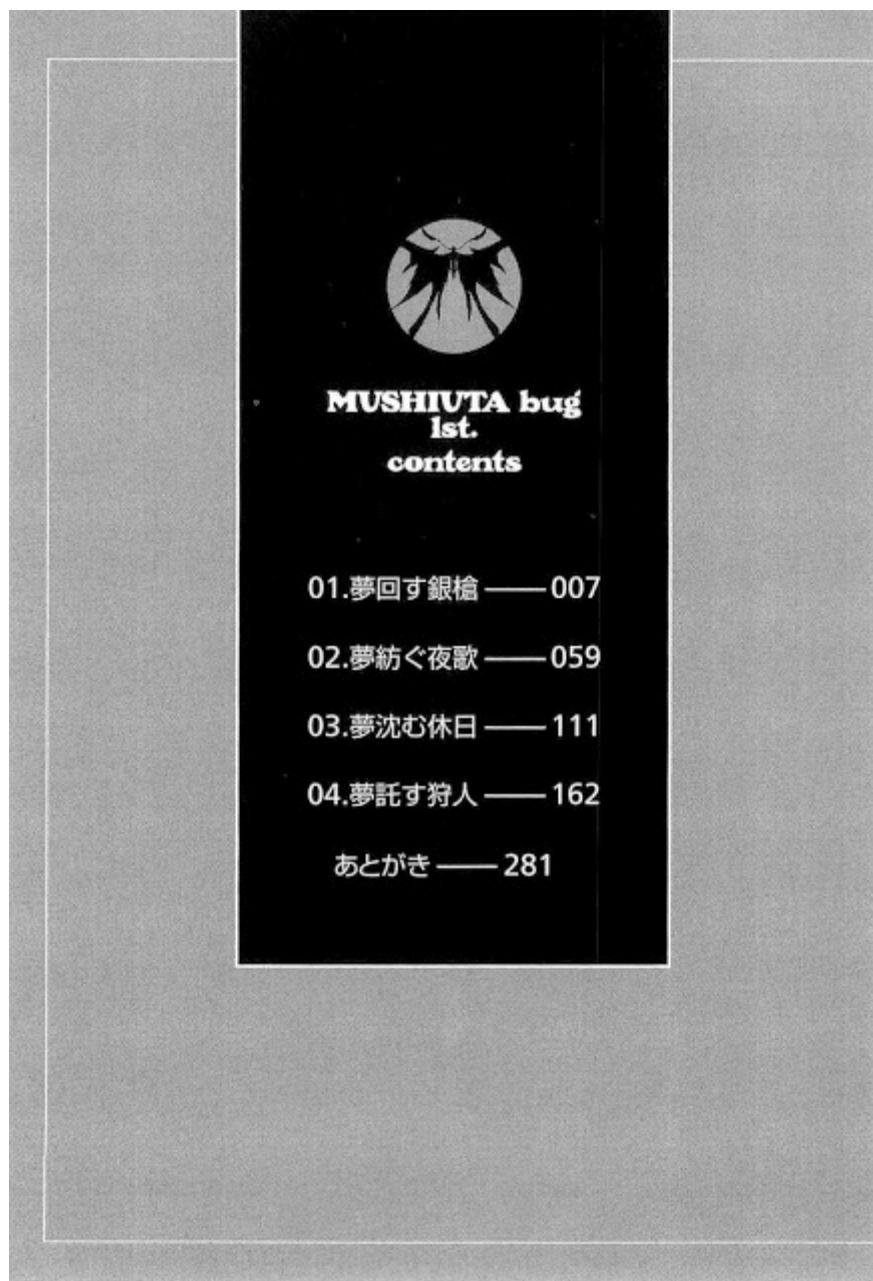 MUSHIUTA bug
1st.
contents
01.夢回す銀槍——007
02.夢紡ぐ夜歌——059
03.夢沈む休日——111
04.夢託す狩人——162
あとがき——281